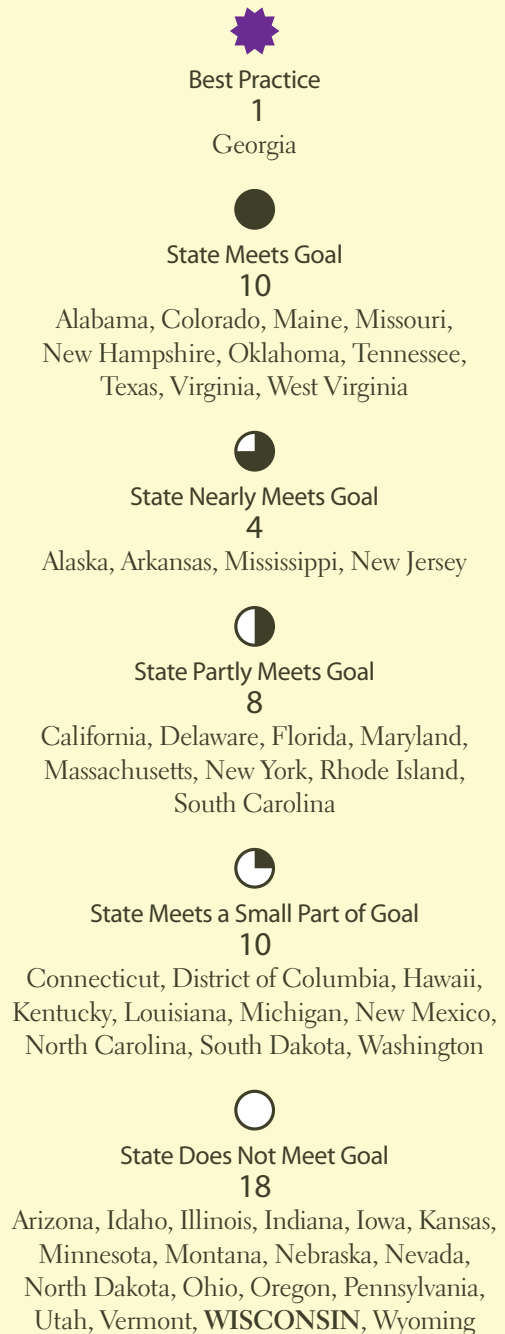 Best Practice
1
Georgia
State Meets Goal
10
Alabama, Colorado, Maine, Missouri,
New Hampshire, Oklahoma, Tennessee,
Texas, Virginia, West Virginia
State Nearly Meets Goal
4
Alaska, Arkansas, Mississippi, New Jersey
State Partly Meets Goal
8
California, Delaware, Florida, Maryland,
Massachusetts, New York, Rhode Island,
South Carolina
State Meets a Small Part of Goal
10
Connecticut, District of Columbia, Hawaii,
Kentucky, Louisiana, Michigan, New Mexico,
North Carolina, South Dakota, Washington
State Does Not Meet Goal
18
Arizona, Idaho, Illinois, Indiana, Iowa, Kansas,
Minnesota, Montana, Nebraska, Nevada,
North Dakota, Ohio, Oregon, Pennsylvania,
Utah, Vermont, WISCONSIN, Wyoming